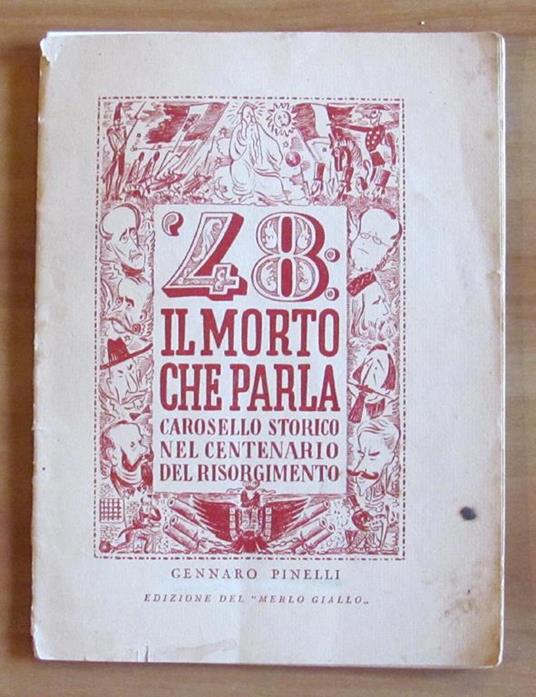 '48:
IL MORTO
CHE PARLA
CAROSELLO STORICO
NEL CENTENARIO
DEL RISORGIMENTO
GENNARO PINELLI
EDIZIONE DEL "MERLO GIALLO„